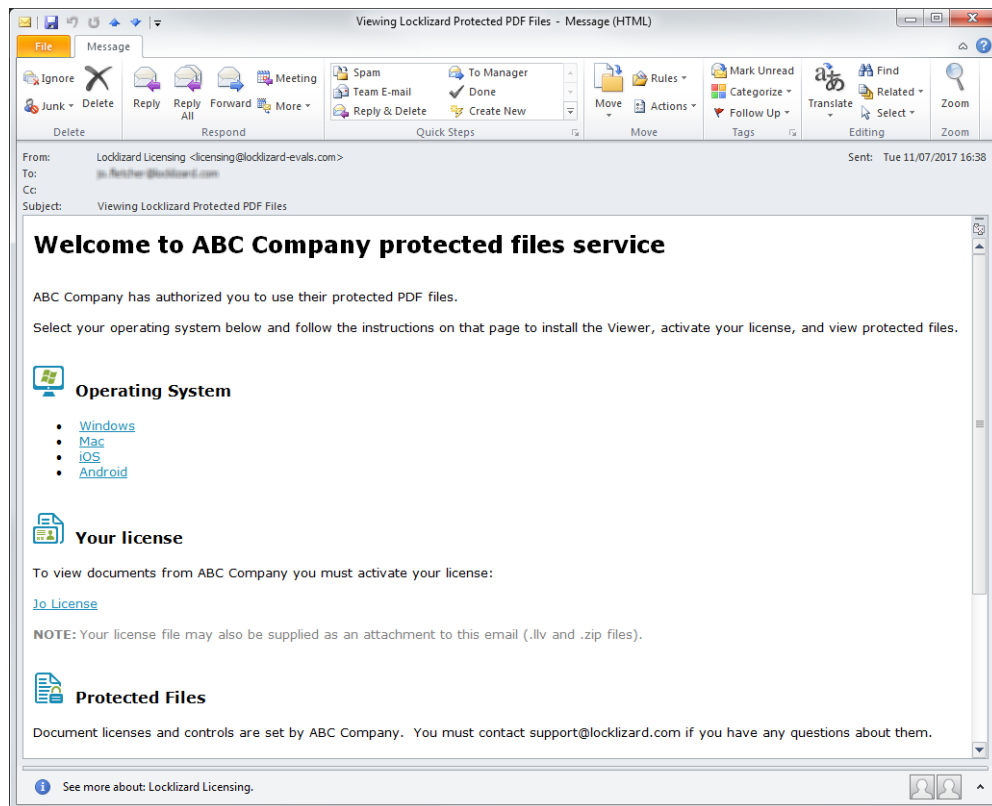 Viewing Locklizard Protected PDF Files - Message (HTML)
File Message
Ignore
Junk
Delete
Reply
Reply All
Forward
Meeting
More
Spam
Team E-mail
Reply & Delete
To Manager
Done
Create New
Move
Rules
Actions
Mark Unread
Categorize
Follow Up
Translate
Find
Related
Select
Zoom
Delete Respond Quick Steps Move Tags Editing Zoom
From: Locklizard Licensing <licensing@locklizard-evals.com> Sent: Tue 11/07/2017 16:38
To:
Cc:
Subject: Viewing Locklizard Protected PDF Files
Welcome to ABC Company protected files service
ABC Company has authorized you to use their protected PDF files.
Select your operating system below and follow the instructions on that page to install the Viewer, activate your license, and view protected files.
Operating System
Windows
Mac
iOS
Android
Your license
To view documents from ABC Company you must activate your license:
Jo License
NOTE: Your license file may also be supplied as an attachment to this email (.llv and .zip files).
Protected Files
Document licenses and controls are set by ABC Company. You must contact support@locklizard.com if you have any questions about them.
See more about: Locklizard Licensing.